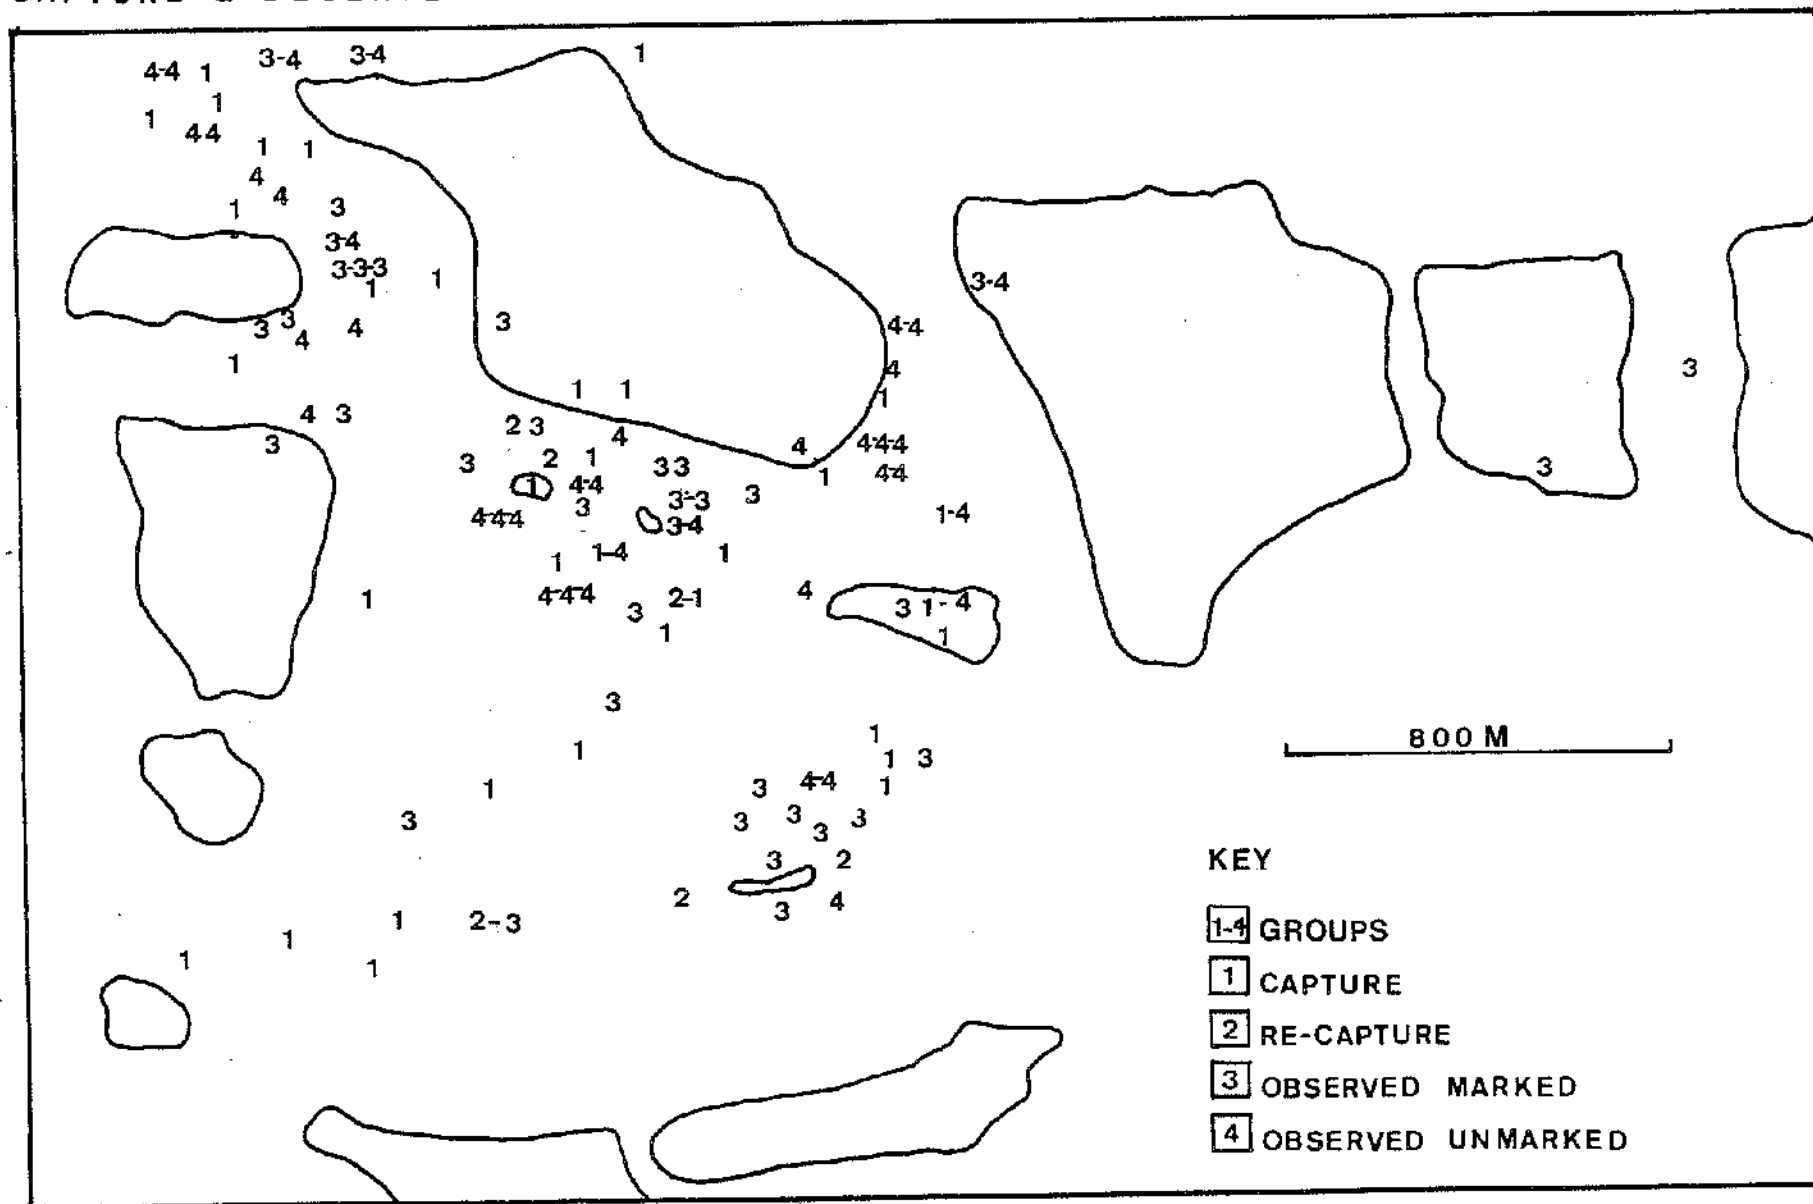 4-4 1 3-4 3-4 1
1
1 44
1 1
4
4
1 3
3-4
3-3-3 1
1 3-4
3 3 4 3 4-4
4
1 4 3
1 1 1
4 3
3 2 3 4 4 4-4-4
3 2 1 33 1 44 3
1 4-4 3-3 3
4-4-4 3 3-4 1-4
1 1-4 1
1 4-4-4 2-1 4
3 3 1-4
1 1
3
1 1
800 M
1 3
1 3 4-4 1
3 3 3 3
3
3 2
KEY
2 3 4
1 2-3
1-4 GROUPS
1
1 1
1 CAPTURE
2 RE-CAPTURE
3 OBSERVED MARKED
4 OBSERVED UNMARKED